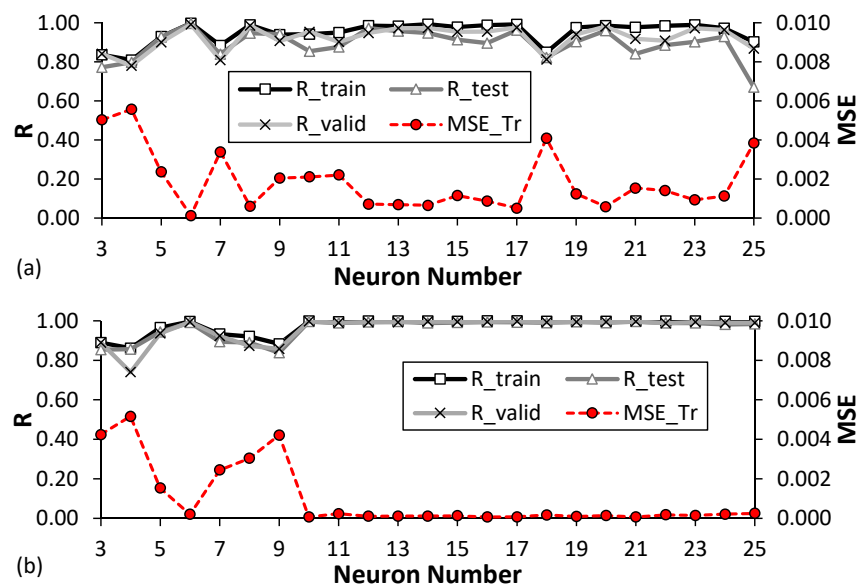 1.00 0.010
0.80 0.008
0.60 0.006
0.40 0.004
0.20 0.002
0.00 0.000
R
MSE
R_train R_test
R_valid MSE_Tr
3 5 7 9 11 13 15 17 19 21 23 25
(a) Neuron Number
1.00 0.010
0.80 0.008
0.60 0.006
0.40 0.004
0.20 0.002
0.00 0.000
R
MSE
R_train R_test
R_valid MSE_Tr
3 5 7 9 11 13 15 17 19 21 23 25
(b) Neuron Number